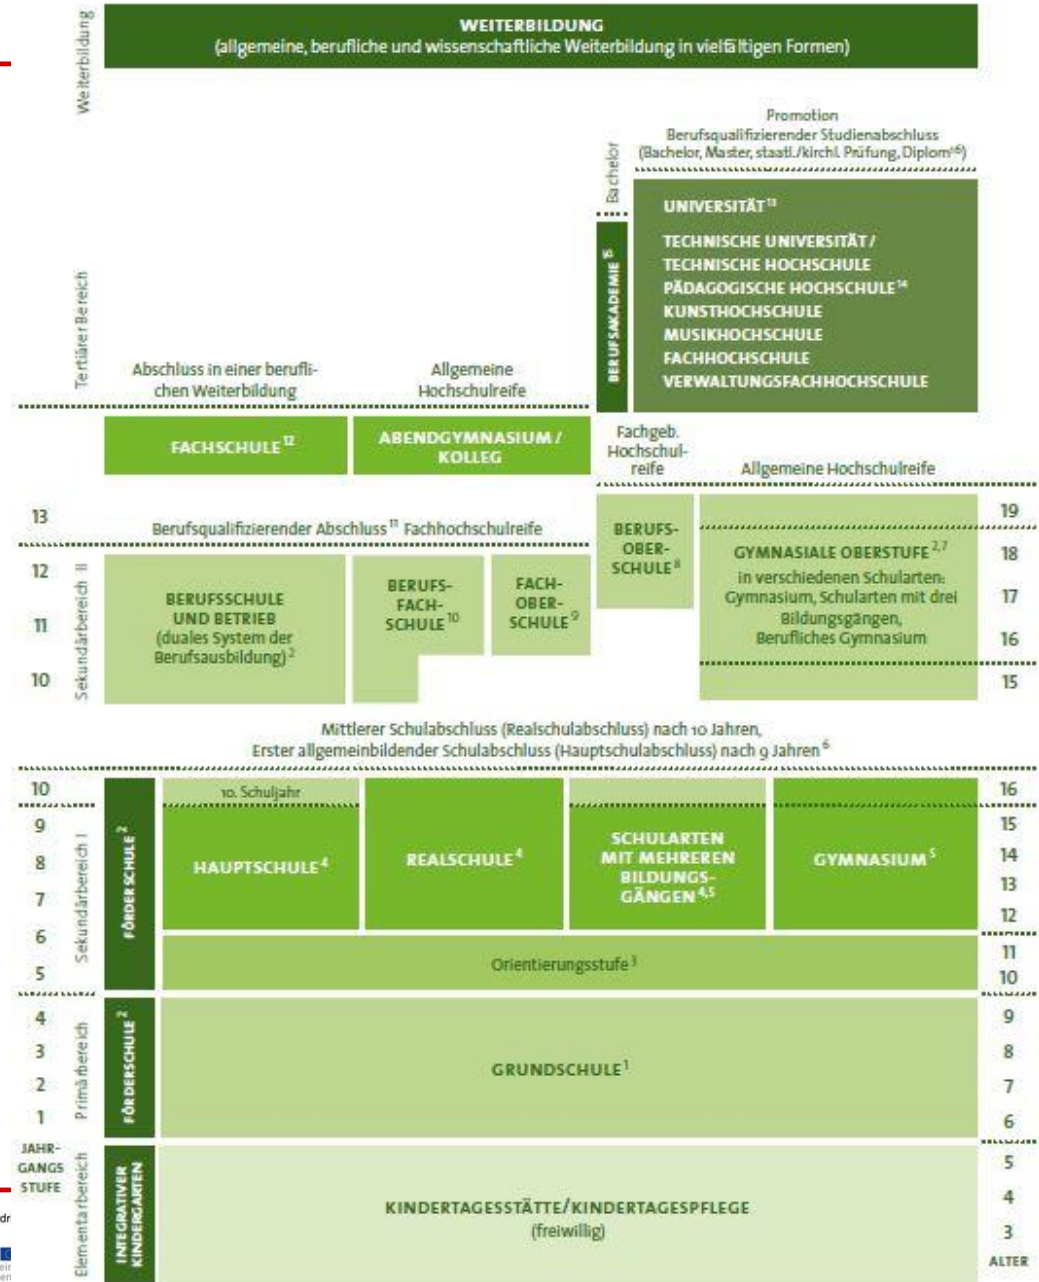 WEITERBILDUNG
(allgemeine, berufliche und wissenschaftliche Weiterbildung in vielfältigen Formen)
Weiterbildung
Promotion
Berufsqualifizierender Studienabschluss
(Bachelor, Master, staatl./kirchl. Prüfung, Diplom¹⁶)
Bachelor
Tertiärer Bereich
BERUFSAKADEMIE¹⁵
UNIVERSITÄT¹³
TECHNISCHE UNIVERSITÄT/
TECHNISCHE HOCHSCHULE
PÄDAGOGISCHE HOCHSCHULE¹⁴
KUNSTHOCHSCHULE
MUSIKHOCHSCHULE
FACHHOCHSCHULE
VERWALTUNGSFACHHOCHSCHULE
Abschluss in einer berufli-
chen Weiterbildung
Allgemeine
Hochschulreife
FACHSCHULE¹²
ABENDGYMNASIUM/
KOLLEG
Fachgeb.
Hochschul-
reife
Allgemeine Hochschulreife
13
12
11
10
Sekundärbereich II
Berufsqualifizierender Abschluss¹¹ Fachhochschulreife
BERUFSSCHULE
UND BETRIEB
(duales System der
Berufsausbildung)²
BERUFS-
FACH-
SCHULE¹⁰
FACH-
OBER-
SCHULE⁹
BERUFS-
OBER-
SCHULE⁸
GYMNASIALE OBERSTUFE²,⁷
in verschiedenen Schularten:
Gymnasium, Schularten mit drei
Bildungsgängen,
Berufliches Gymnasium
19
18
17
16
15
Mittlerer Schulabschluss (Realschulabschluss) nach 10 Jahren,
Erster allgemeinbildender Schulabschluss (Hauptschulabschluss) nach 9 Jahren⁶
10
9
8
7
6
5
Sekundärbereich I
FÖRDERSCHULE²
10. Schuljahr
HAUPTSCHULE⁴
REALSCHULE⁴
SCHULARTEN
MIT MEHREREN
BILDUNGS-
GÄNGEN⁴,⁵
GYMNASIUM⁵
16
15
14
13
12
11
10
Orientierungsstufe³
4
3
2
1
Primärbereich
FÖRDERSCHULE²
GRUNDSCHULE¹
9
8
7
6
JAHR-
GANGS
STUFE
Elementarbereich
INTEGRATIVER
KINDERGARTEN
KINDERTAGESSTÄTTE/KINDERTAGESPFLEGE
(freiwillig)
5
4
3
ALTER